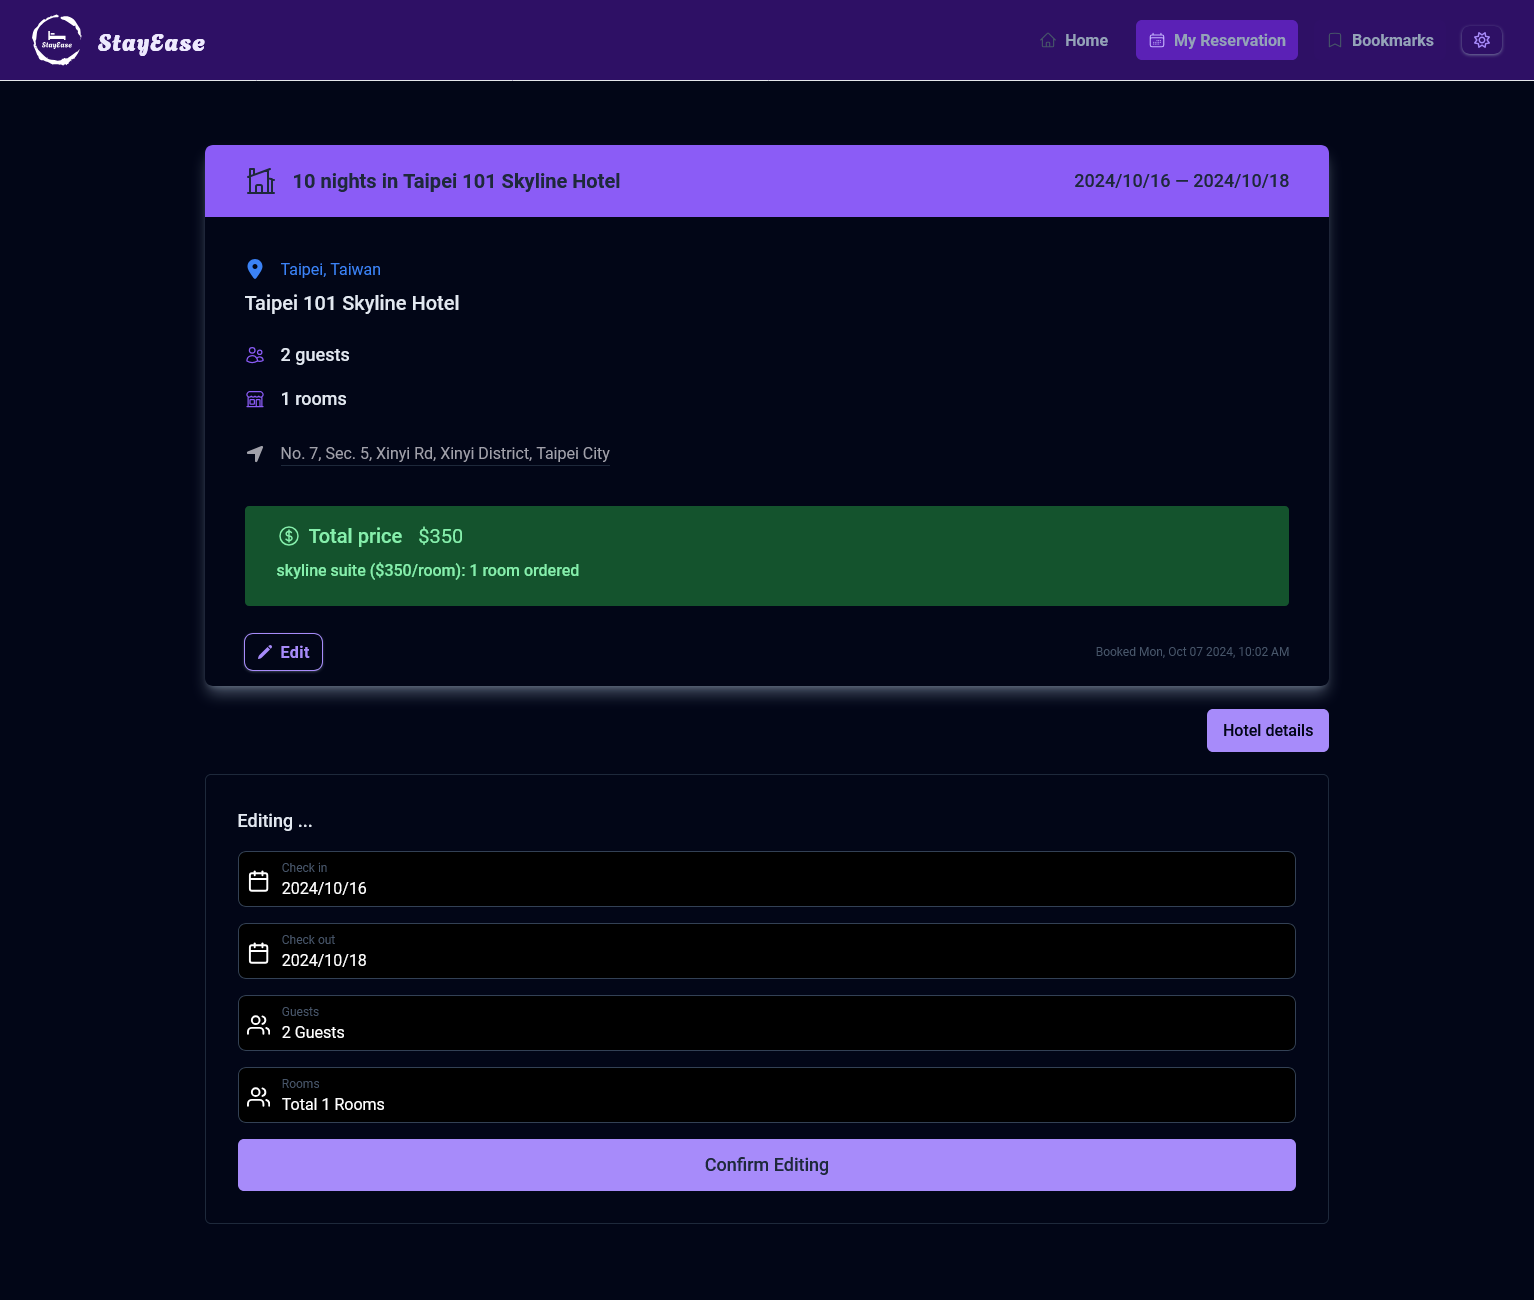 StayEase
StayEase
Home
My Reservation
Bookmarks
10 nights in Taipei 101 Skyline Hotel
2024/10/16 — 2024/10/18
Taipei, Taiwan
Taipei 101 Skyline Hotel
2 guests
1 rooms
No. 7, Sec. 5, Xinyi Rd, Xinyi District, Taipei City
Total price $350
skyline suite ($350/room): 1 room ordered
Edit
Booked Mon, Oct 07 2024, 10:02 AM
Hotel details
Editing ...
Check in
2024/10/16
Check out
2024/10/18
Guests
2 Guests
Rooms
Total 1 Rooms
Confirm Editing